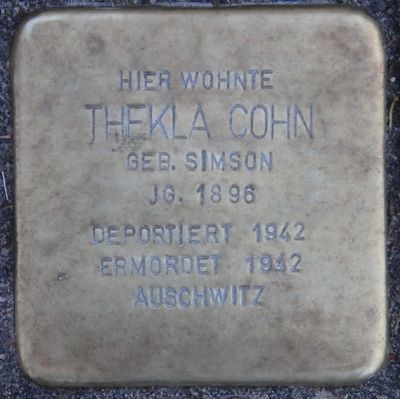 HIER WOHNTE
THEKLA COHN
GEB. SIMSON
JG. 1896
DEPORTIERT 1942
ERMORDET 1942
AUSCHWITZ